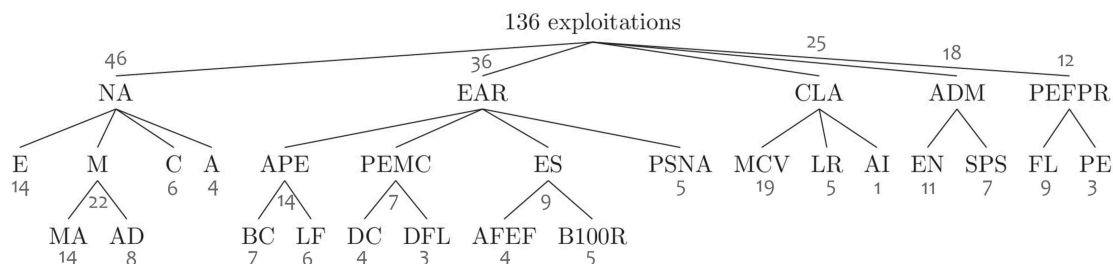 136 exploitations
46 36 25 18 12
NA EAR CLA ADM PEFPR
E M C A APE PEMC ES PSNA MCV LR AI EN SPS FL PE
14 22 6 4 14 7 9 5 19 5 1 11 7 9 3
MA AD BC LF DC DFL AFEF B100R
14 8 7 6 4 3 4 5